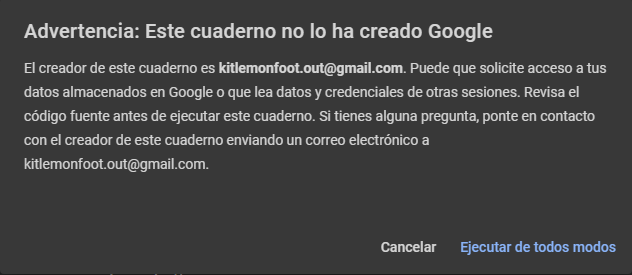 Advertencia: Este cuaderno no lo ha creado Google
El creador de este cuaderno es kitlemonfoot.out@gmail.com. Puede que solicite acceso a tus
datos almacenados en Google o que lea datos y credenciales de otras sesiones. Revisa el
código fuente antes de ejecutar este cuaderno. Si tienes alguna pregunta, ponte en contacto
con el creador de este cuaderno enviando un correo electrónico a
kitlemonfoot.out@gmail.com.
Cancelar Ejecutar de todos modos